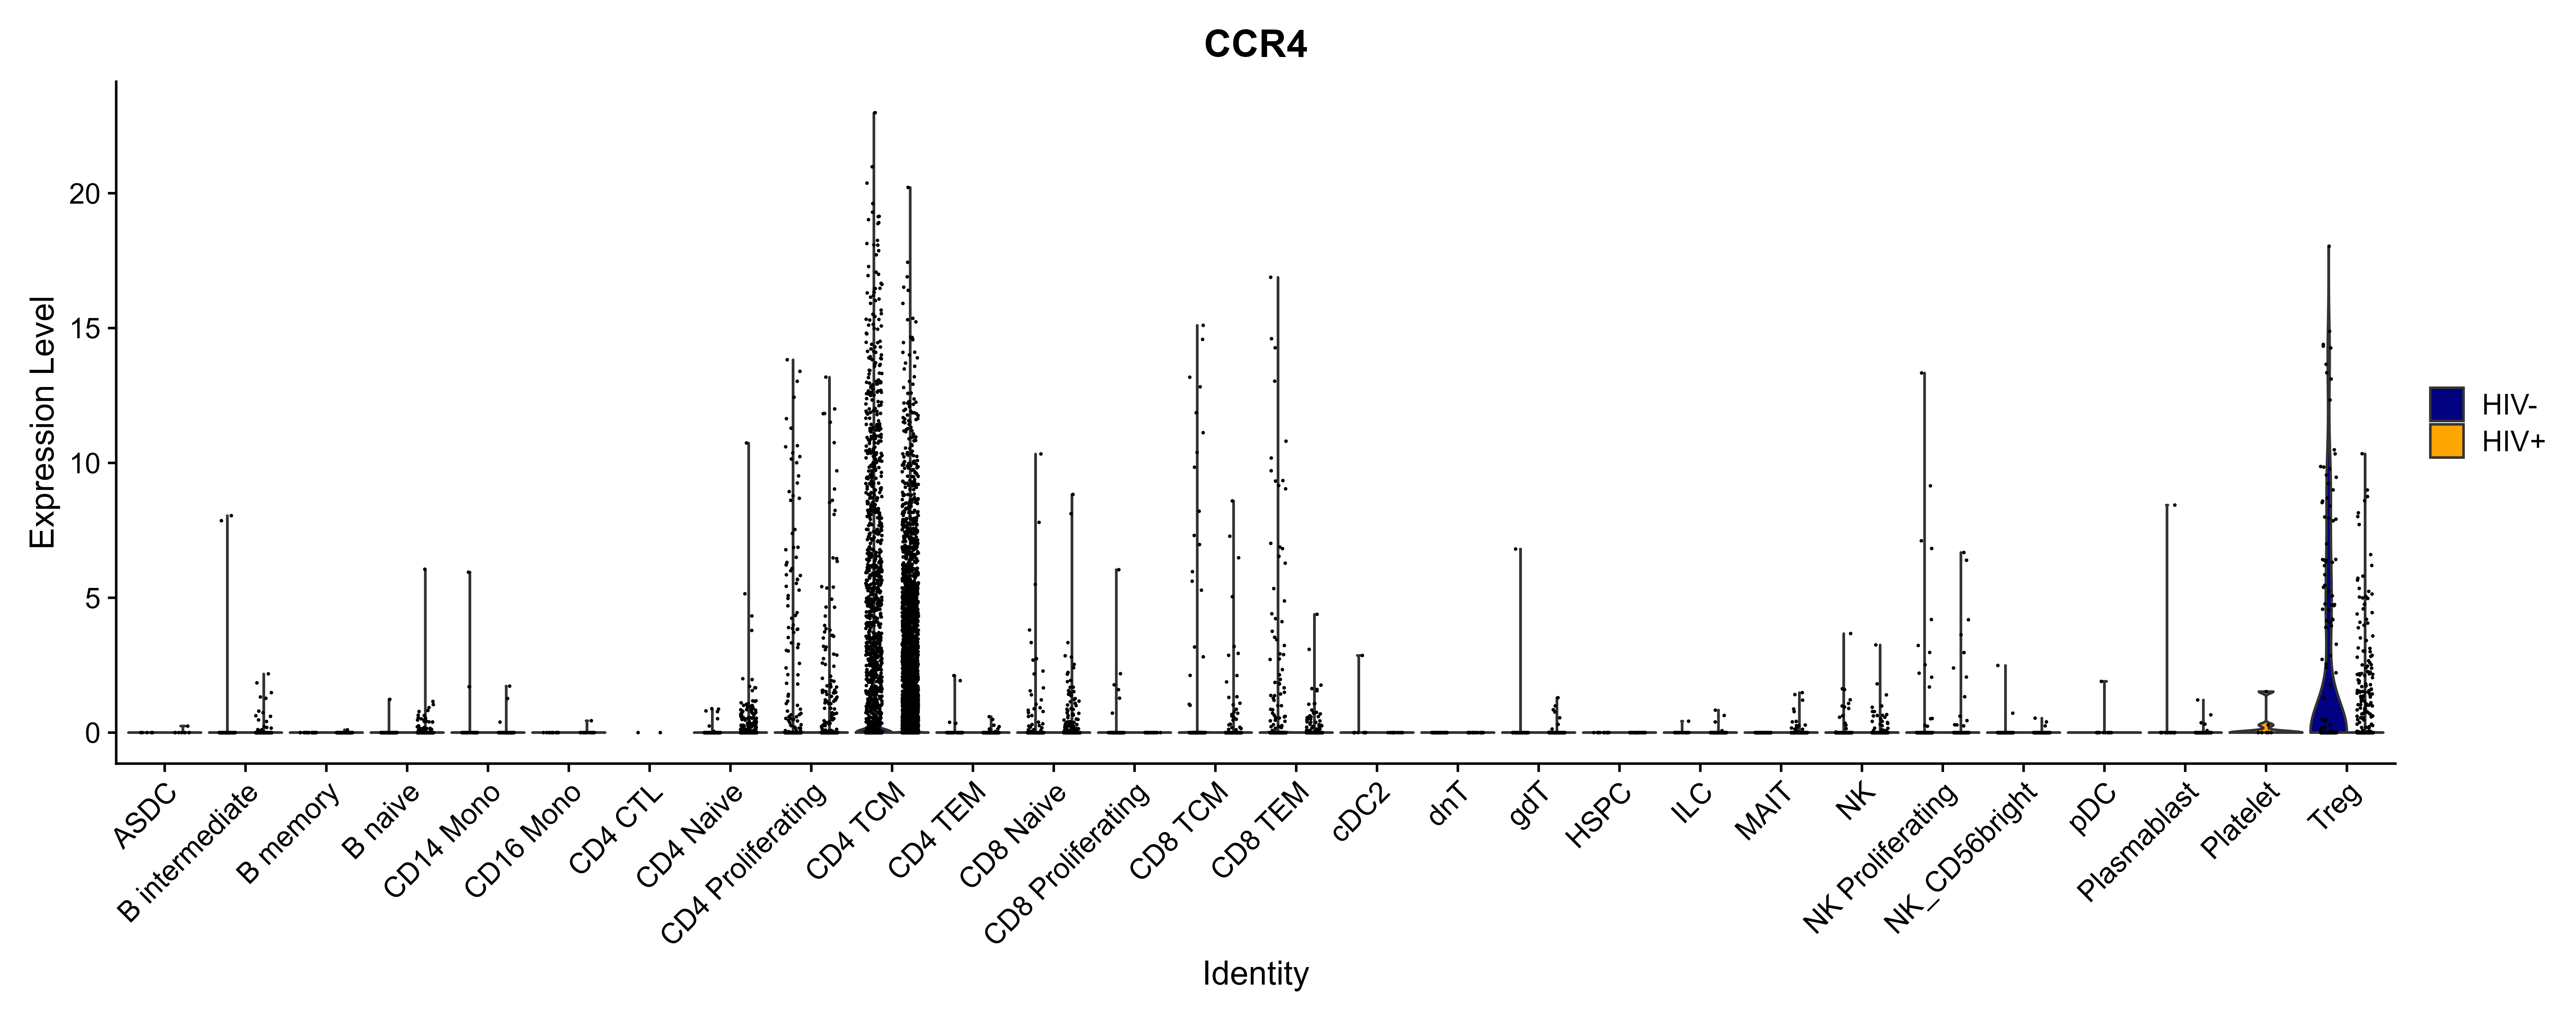 CCR4
Expression Level
20
15
10
5
0
ASDC
B intermediate
B memory
B naive
CD14 Mono
CD16 Mono
CD4 CTL
CD4 Naive
CD4 Proliferating
CD4 TCM
CD4 TEM
CD8 Naive
CD8 Proliferating
CD8 TCM
CD8 TEM
cDC2
dnT
gdT
HSPC
ILC
MAIT
NK
NK Proliferating
NK_CD56bright
pDC
Plasmablast
Platelet
Treg
Identity
HIV-
HIV+